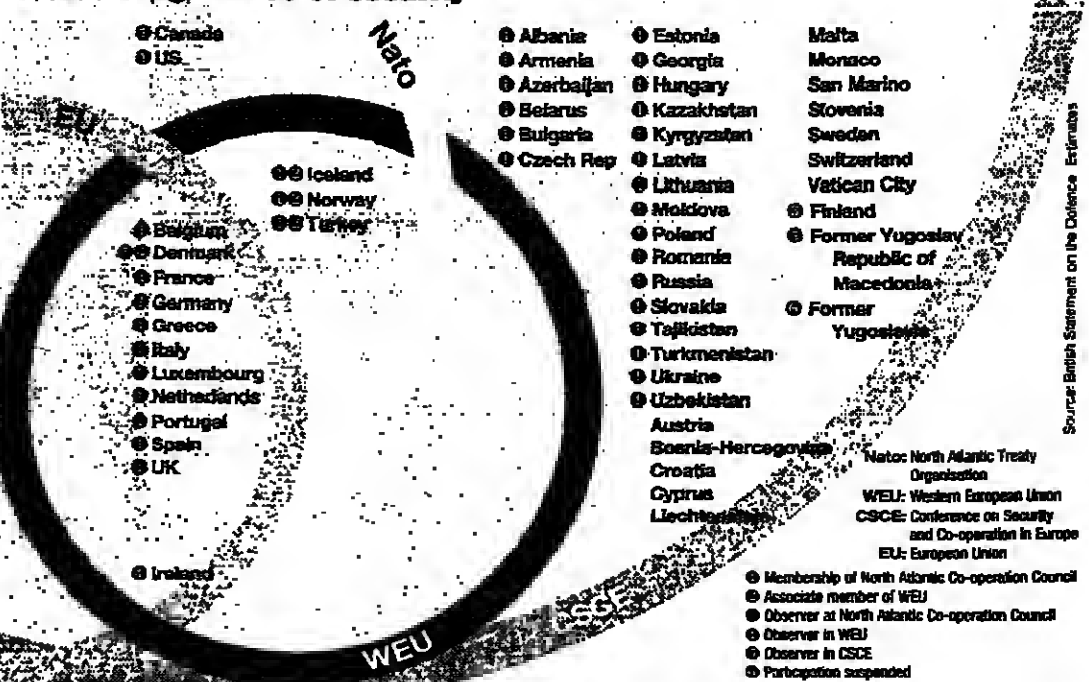 of security
Canada
US
Nato
EU
Iceland
Norway
Turkey
Belgium
Denmark
France
Germany
Greece
Italy
Luxembourg
Netherlands
Portugal
Spain
UK
Ireland
WEU
Albania
Armenia
Azerbaijan
Belarus
Bulgaria
Czech Rep
Estonia
Georgia
Hungary
Kazakhstan
Kyrgyzstan
Latvia
Lithuania
Moldova
Poland
Romania
Russia
Slovakia
Tajikistan
Turkmenistan
Ukraine
Uzbekistan
Austria
Bosnia-Hercegovina
Croatia
Cyprus
Liechtenstein
Malta
Monaco
San Marino
Slovenia
Sweden
Switzerland
Vatican City
Finland
Former Yugoslav
Republic of
Macedonia
Former
Yugoslavia
CSCE
Nato: North Atlantic Treaty
Organisation
WEU: Western European Union
CSCE: Conference on Security
and Co-operation in Europe
EU: European Union
Membership of North Atlantic Co-operation Council
Associate member of WEU
Observer at North Atlantic Co-operation Council
Observer in WEU
Observer in CSCE
Participation suspended
Source: British Statement on the Defence Estimates